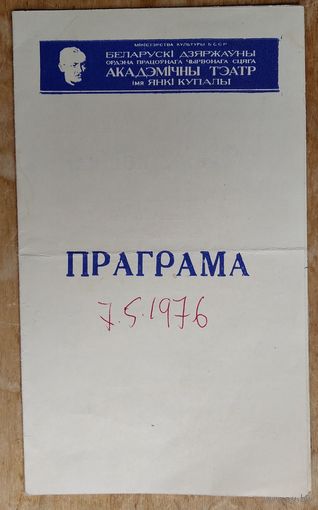 МІНІСТЭРСТВА КУЛЬТУРЫ БССР
БЕЛАРУСКІ ДЗЯРЖАЎНЫ
ОРДЭНА ПРАЦОЎНАГА ЧЫРВОНАГА СЦЯГА
АКАДЭМІЧНЫ ТЭАТР
ІМЯ ЯНКІ КУПАЛЫ
ПРАГРАМА
7.5.1976